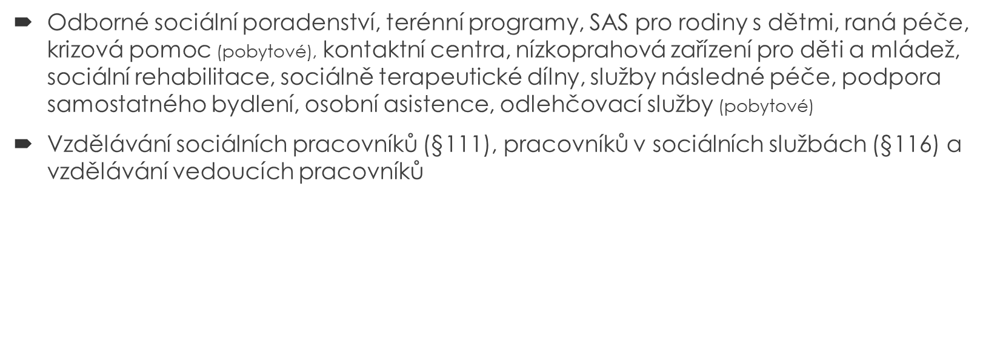 Odborné sociální poradenství, terénní programy, SAS pro rodiny s dětmi, raná péče,
krizová pomoc (pobytové), kontaktní centra, nízkoprahová zařízení pro děti a mládež,
sociální rehabilitace, sociálně terapeutické dílny, služby následné péče, podpora
samostatného bydlení, osobní asistence, odlehčovací služby (pobytové)
Vzdělávání sociálních pracovníků (§111), pracovníků v sociálních službách (§116) a
vzdělávání vedoucích pracovníků